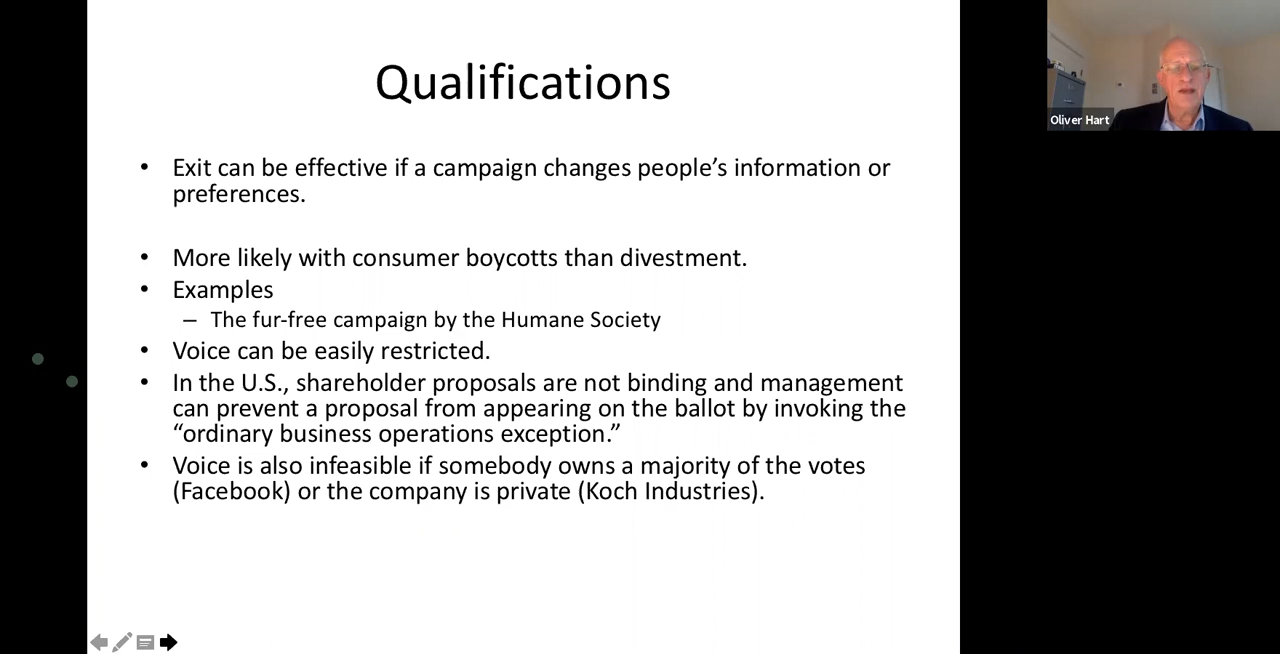 Qualifications
• Exit can be effective if a campaign changes people’s information or
preferences.
• More likely with consumer boycotts than divestment.
• Examples
– The fur-free campaign by the Humane Society
• Voice can be easily restricted.
• In the U.S., shareholder proposals are not binding and management
can prevent a proposal from appearing on the ballot by invoking the
“ordinary business operations exception.”
• Voice is also infeasible if somebody owns a majority of the votes
(Facebook) or the company is private (Koch Industries).
Oliver Hart